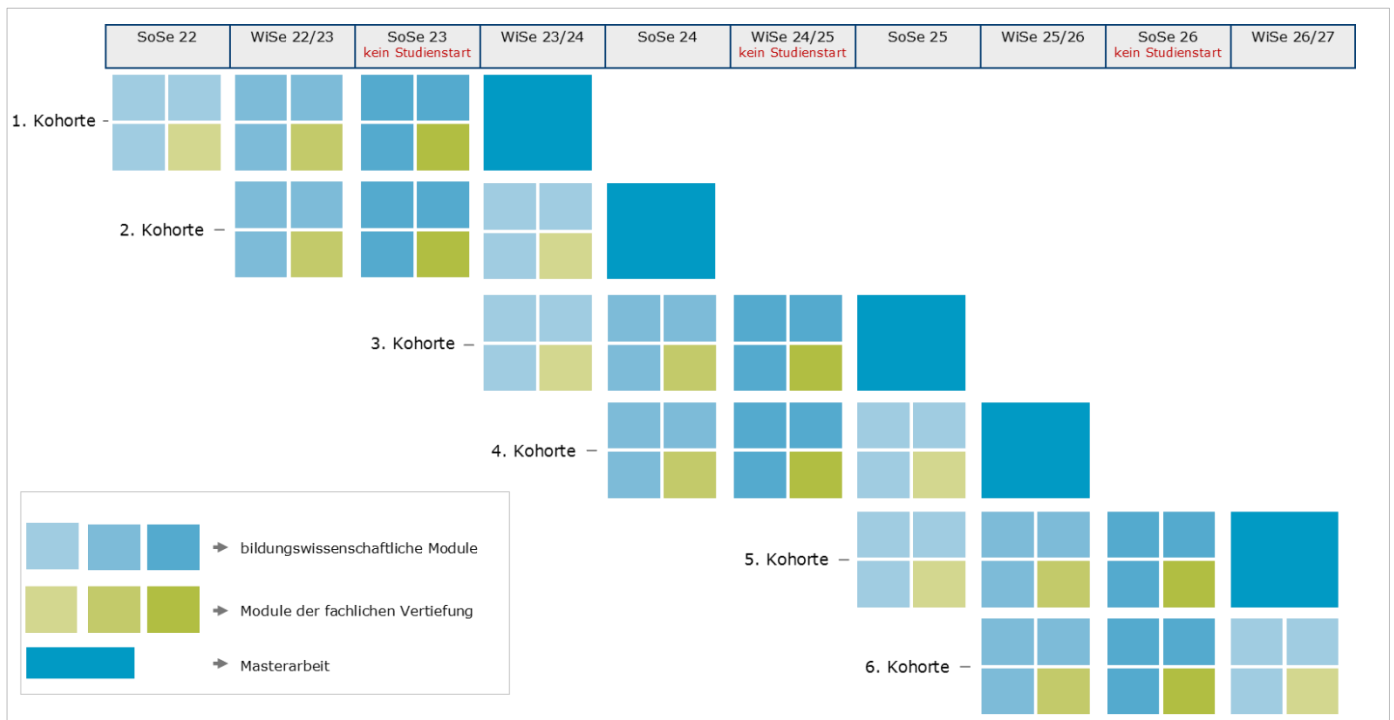 SoSe 22
WiSe 22/23
SoSe 23
kein Studienstart
WiSe 23/24
SoSe 24
WiSe 24/25
kein Studienstart
SoSe 25
WiSe 25/26
SoSe 26
kein Studienstart
WiSe 26/27
1. Kohorte
2. Kohorte
3. Kohorte
4. Kohorte
5. Kohorte
6. Kohorte
bildungswissenschaftliche Module
Module der fachlichen Vertiefung
Masterarbeit